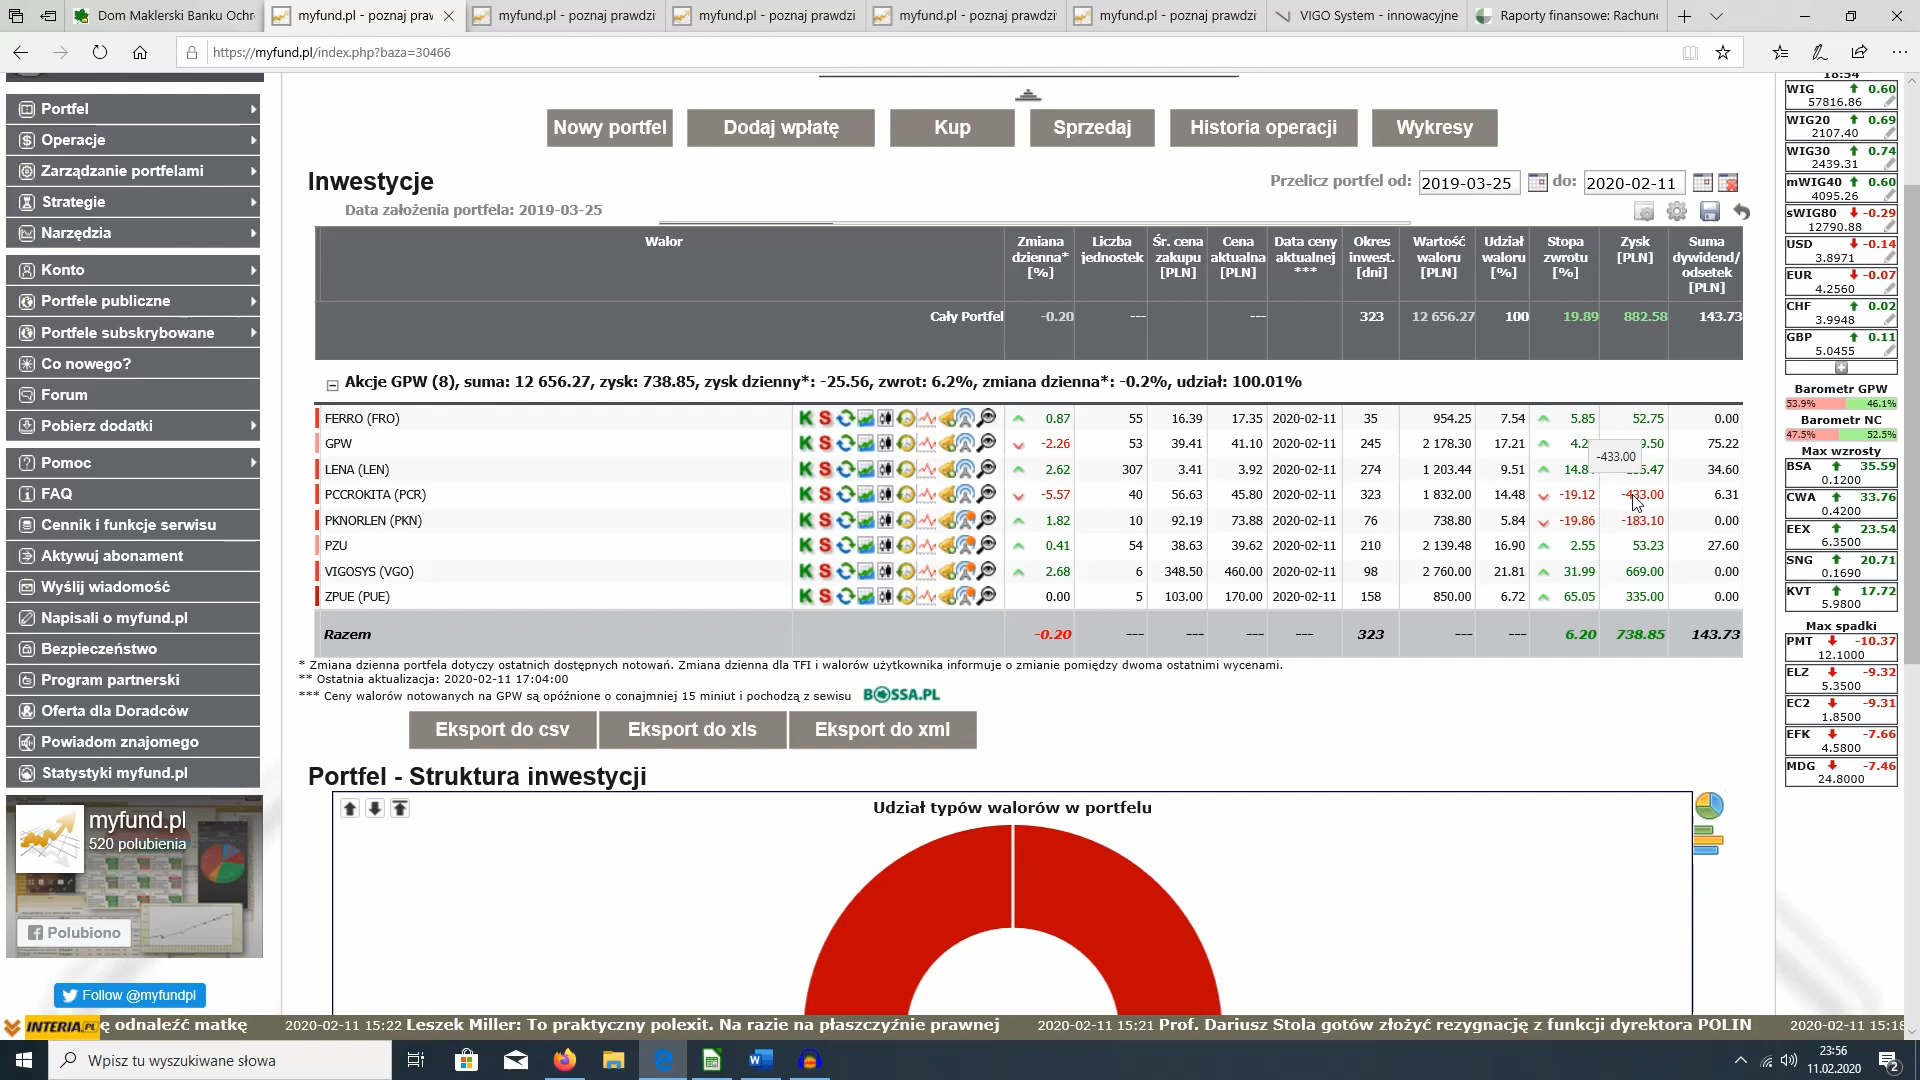 Dom Maklerski Banku Ochr
myfund.pl - poznaj praw
myfund.pl - poznaj prawdzi
myfund.pl - poznaj prawdzi
myfund.pl - poznaj prawdzi
myfund.pl - poznaj prawdzi
VIGO System - innowacyjne
Raporty finansowe: Rachun
https://myfund.pl/index.php?baza=30466
Portfel
Operacje
Zarządzanie portfelami
Strategie
Narzędzia
Konto
Portfele publiczne
Portfele subskrybowane
Co nowego?
Forum
Pobierz dodatki
Pomoc
FAQ
Cennik i funkcje serwisu
Aktywuj abonament
Wyślij wiadomość
Napisali o myfund.pl
Bezpieczeństwo
Program partnerski
Oferta dla Doradców
Powiadom znajomego
Statystyki myfund.pl
myfund.pl
520 polubienia
Polubiono
Follow @myfundpl
Nowy portfel
Dodaj wpłatę
Kup
Sprzedaj
Historia operacji
Wykresy
Inwestycje
Przelicz portfel od: 2019-03-25 do: 2020-02-11
Data założenia portfela: 2019-03-25
Walor
Zmiana dzienna* [%]
Liczba jednostek
Śr. cena zakupu [PLN]
Cena aktualna [PLN]
Data ceny aktualnej ***
Okres inwest. [dni]
Wartość waloru [PLN]
Udział waloru [%]
Stopa zwrotu [%]
Zysk [PLN]
Suma dywidend/ odsetek [PLN]
Cały Portfel -0.20 --- --- 323 12 656.27 100 19.89 882.58 143.73
Akcje GPW (8), suma: 12 656.27, zysk: 738.85, zysk dzienny*: -25.56, zwrot: 6.2%, zmiana dzienna*: -0.2%, udział: 100.01%
FERRO (FRO) K S 0.87 55 16.39 17.35 2020-02-11 35 954.25 7.54 5.85 52.75 0.00
GPW K S -2.26 53 39.41 41.10 2020-02-11 245 2 178.30 17.21 4.2 9.50 75.22
-433.00
LENA (LEN) K S 2.62 307 3.41 3.92 2020-02-11 274 1 203.44 9.51 14.8 5.47 34.60
PCCROKITA (PCR) K S -5.57 40 56.63 45.80 2020-02-11 323 1 832.00 14.48 -19.12 -433.00 6.31
PKNORLEN (PKN) K S 1.82 10 92.19 73.88 2020-02-11 76 738.80 5.84 -19.86 -183.10 0.00
PZU K S 0.41 54 38.63 39.62 2020-02-11 210 2 139.48 16.90 2.55 53.23 27.60
VIGOSYS (VGO) K S 2.68 6 348.50 460.00 2020-02-11 98 2 760.00 21.81 31.99 669.00 0.00
ZPUE (PUE) K S 0.00 5 103.00 170.00 2020-02-11 158 850.00 6.72 65.05 335.00 0.00
Razem -0.20 --- --- --- --- 323 --- --- 6.20 738.85 143.73
* Zmiana dzienna portfela dotyczy ostatnich dostępnych notowań. Zmiana dzienna dla TFI i walorów użytkownika informuje o zmianie pomiędzy dwoma ostatnimi wycenami.
** Ostatnia aktualizacja: 2020-02-11 17:04:00
*** Ceny walorów notowanych na GPW są opóźnione o conajmniej 15 miniut i pochodzą z sewisu BOSSA.PL
Eksport do csv
Eksport do xls
Eksport do xml
Portfel - Struktura inwestycji
Udział typów walorów w portfelu
18:54
WIG 0.60
57816.86
WIG20 0.69
2107.40
WIG30 0.74
2439.31
mWIG40 0.60
4095.26
sWIG80 -0.29
12790.88
USD -0.14
3.8971
EUR -0.07
4.2560
CHF 0.02
3.9948
GBP 0.11
5.0455
Barometr GPW
53.9% 46.1%
Barometr NC
47.5% 52.5%
Max wzrosty
BSA 35.59
0.1200
CWA 33.76
0.4200
EEX 23.54
6.3500
SNG 20.71
0.1690
KVT 17.72
5.9800
Max spadki
PMT -10.37
12.1000
ELZ -9.32
5.3500
EC2 -9.31
1.8500
EFK -7.66
4.5800
MDG -7.46
24.8000
INTERIA.PL ę odnaleźć matkę 2020-02-11 15:22 Leszek Miller: To praktyczny polexit. Na razie na płaszczyźnie prawnej 2020-02-11 15:21 Prof. Dariusz Stola gotów złożyć rezygnację z funkcji dyrektora POLIN 2020-02-11 15:18
Wpisz tu wyszukiwane słowa
23:56
11.02.2020
2